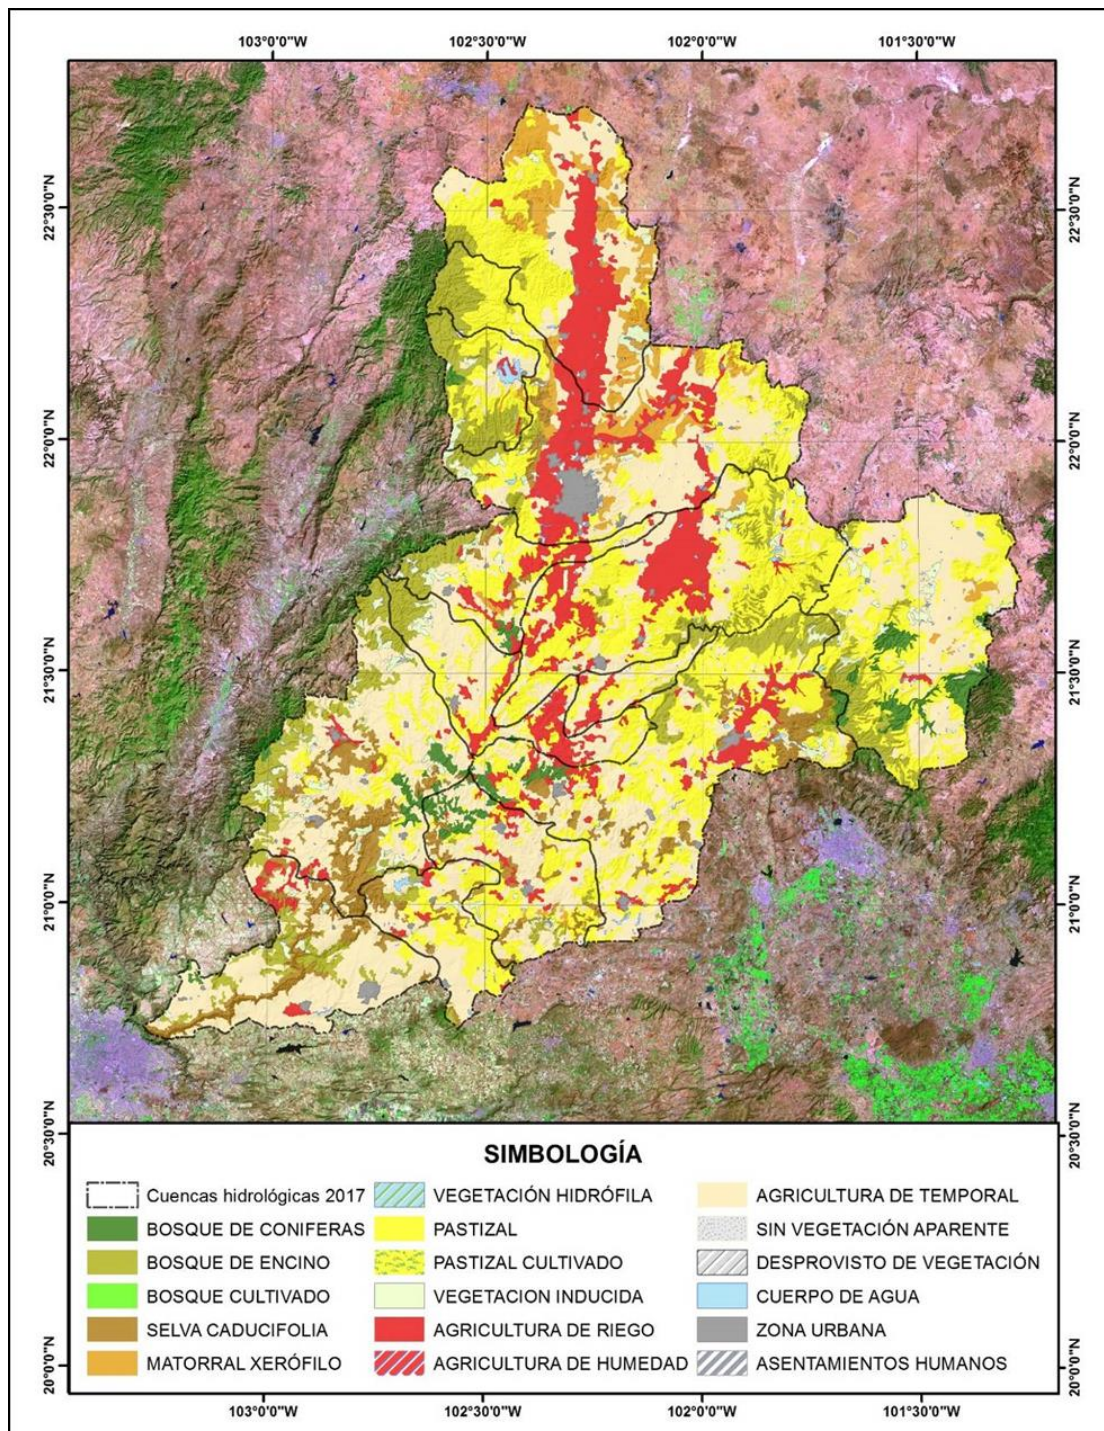 103°0'0"W 102°30'0"W 102°0'0"W 101°30'0"W
22°30'0"N 22°30'0"N
22°0'0"N 22°0'0"N
21°30'0"N 21°30'0"N
21°0'0"N 21°0'0"N
20°30'0"N 20°30'0"N
SIMBOLOGÍA
Cuencas hidrológicas 2017 VEGETACIÓN HIDRÓFILA AGRICULTURA DE TEMPORAL
BOSQUE DE CONIFERAS PASTIZAL SIN VEGETACIÓN APARENTE
BOSQUE DE ENCINO PASTIZAL CULTIVADO DESPROVISTO DE VEGETACIÓN
BOSQUE CULTIVADO VEGETACION INDUCIDA CUERPO DE AGUA
SELVA CADUCIFOLIA AGRICULTURA DE RIEGO ZONA URBANA
MATORRAL XERÓFILO AGRICULTURA DE HUMEDAD ASENTAMIENTOS HUMANOS
20°0'0"N 20°0'0"N
103°0'0"W 102°30'0"W 102°0'0"W 101°30'0"W